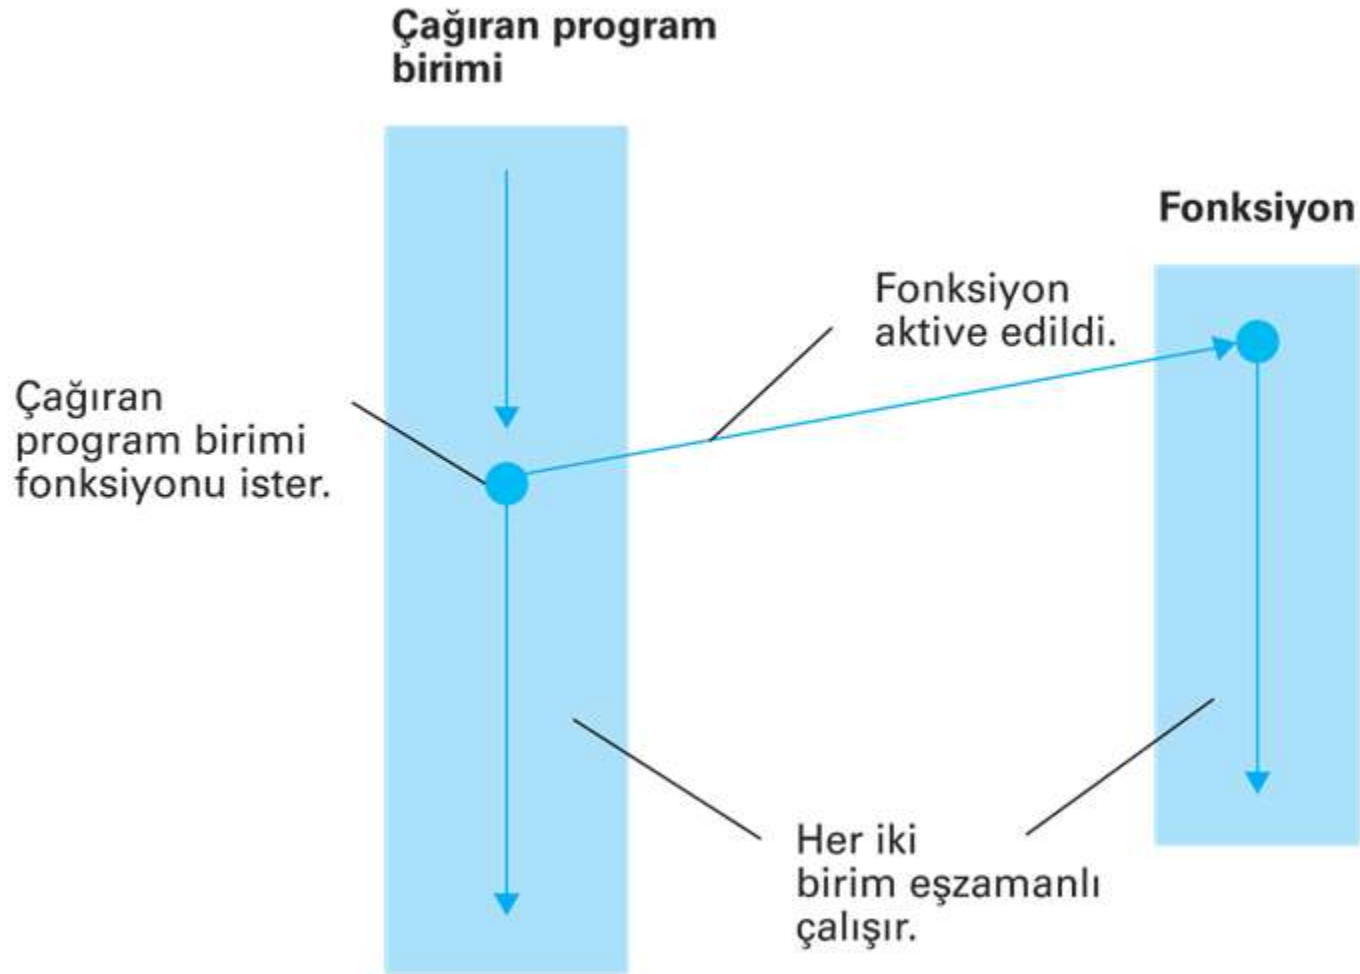 Çağıran program
birimi
Fonksiyon
Fonksiyon
aktive edildi.
Çağıran
program birimi
fonksiyonu ister.
Her iki
birim eşzamanlı
çalışır.